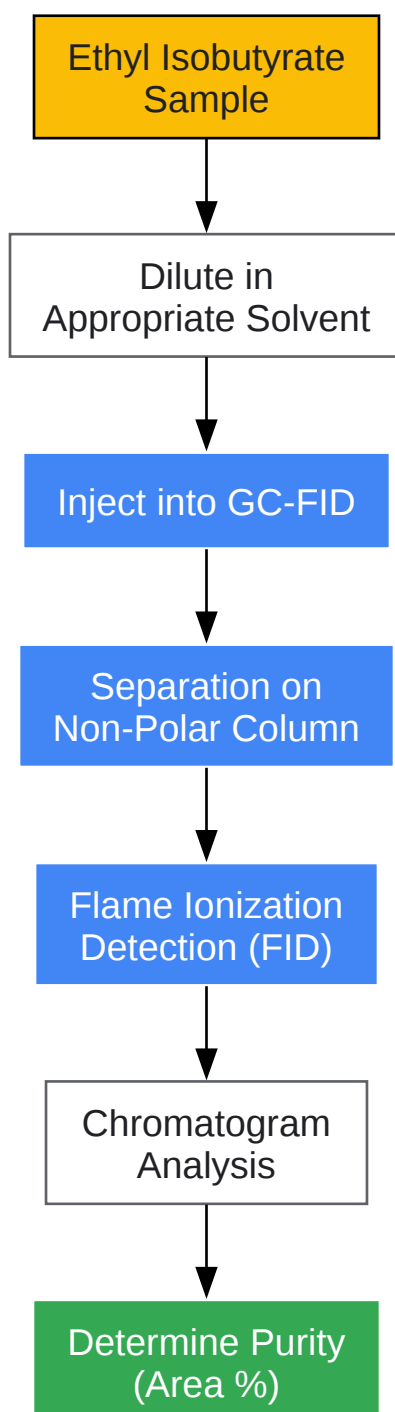 Ethyl Isobutyrate
Sample
Dilute in
Appropriate Solvent
Inject into GC-FID
Separation on
Non-Polar Column
Flame Ionization
Detection (FID)
Chromatogram
Analysis
Determine Purity
(Area %)